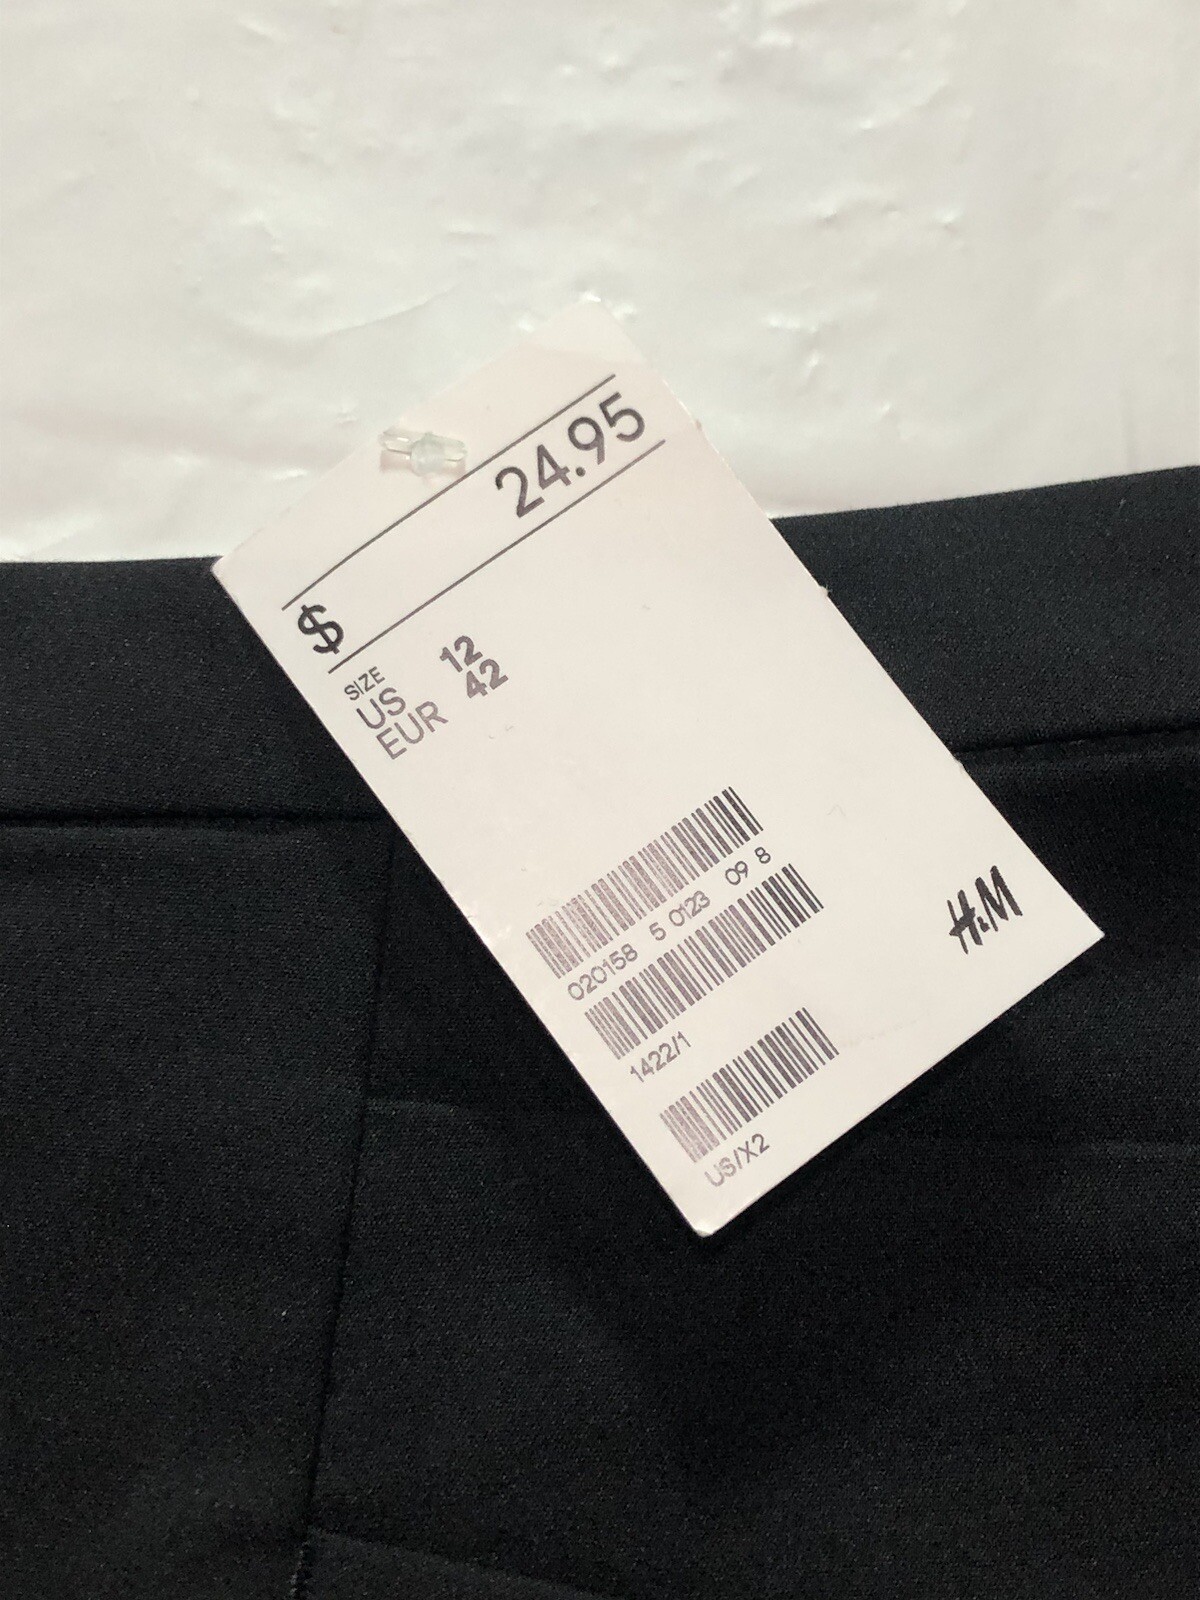 $ 24.95
SIZE
US 12
EUR 42
020158 5 0123 09 8
1422/1
US/X2
H&M